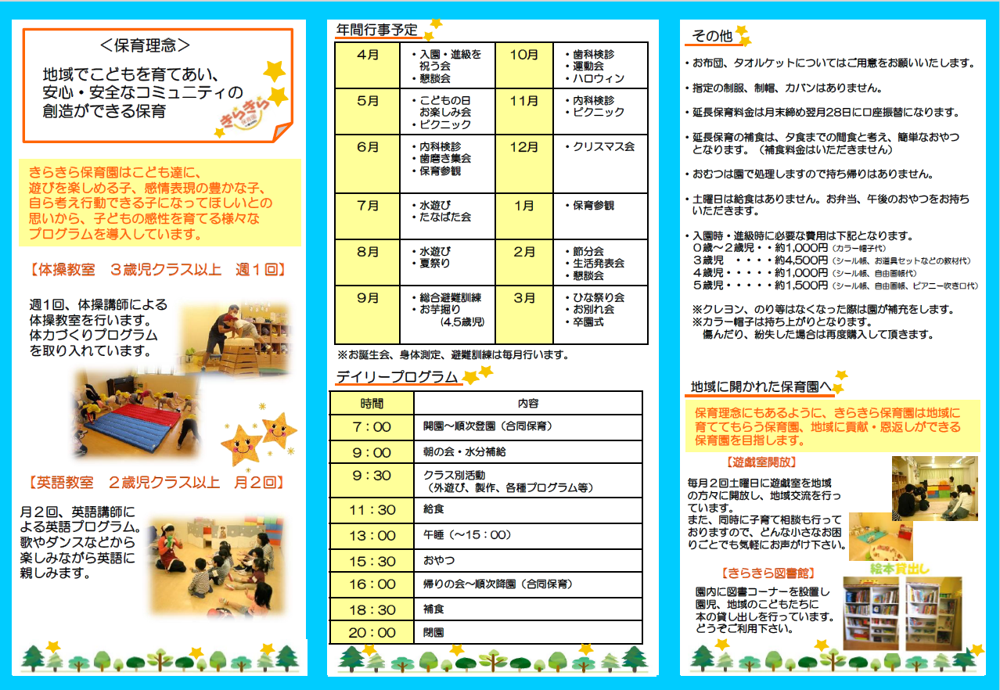 ＜保育理念＞
地域でこどもを育てあい、
安心・安全なコミュニティの
創造ができる保育
きらきら
保育園
きらきら保育園はこども達に、
遊びを楽しめる子、感情表現の豊かな子、
自ら考え行動できる子になってほしいとの
思いから、子どもの感性を育てる様々な
プログラムを導入しています。
【体操教室　３歳児クラス以上　週１回】
週1回、体操講師による
体操教室を行います。
体力づくりプログラム
を取り入れています。
【英語教室　２歳児クラス以上　月２回】
月２回、英語講師に
よる英語プログラム。
歌やダンスなどから
楽しみながら英語に
親しみます。
年間行事予定
4月
・入園・進級を
祝う会
・懇談会
10月
・歯科検診
・運動会
・ハロウィン
5月
・こどもの日
お楽しみ会
・ピクニック
11月
・内科検診
・ピクニック
6月
・内科検診
・歯磨き集会
・保育参観
12月
・クリスマス会
7月
・水遊び
・たなばた会
1月
・保育参観
8月
・水遊び
・夏祭り
2月
・節分会
・生活発表会
・懇談会
9月
・総合避難訓練
・お芋掘り
(4.5歳児)
3月
・ひな祭り会
・お別れ会
・卒園式
※お誕生会、身体測定、避難訓練は毎月行います。
デイリープログラム
時間　内容
7：00　開園～順次登園（合同保育）
9：00　朝の会・水分補給
9：30　クラス別活動
（外遊び、製作、各種プログラム等）
11：30　給食
13：00　午睡（～15：00）
15：30　おやつ
16：00　帰りの会～順次降園（合同保育）
18：30　補食
20：00　閉園
その他
・お布団、タオルケットについてはご用意をお願いいたします。
・指定の制服、制帽、カバンはありません。
・延長保育料金は月末締め翌月28日に口座振替になります。
・延長保育の補食は、夕食までの間食と考え、簡単なおやつ
となります。（補食料金はいただきません）
・おむつは園で処理しますので持ち帰りはありません。
・土曜日は給食はありません。お弁当、午後のおやつをお持ち
いただきます。
・入園時・進級時に必要な費用は下記となります。
０歳～２歳児・・約1,000円（カラー帽子代）
３歳児　・・・・約4,500円（シール帳、お道具セットなどの教材代）
４歳児・・・・・約1,000円（シール帳、自由画帳代）
５歳児・・・・・約1,500円（シール帳、自由画帳、ピアニー吹き口代）
※クレヨン、のり等はなくなった際は園が補充をします。
※カラー帽子は持ち上がりとなります。
傷んだり、紛失した場合は再度購入して頂きます。
地域に開かれた保育園へ
保育理念にもあるように、きらきら保育園は地域に
育ててもらう保育園、地域に貢献・恩返しができる
保育園を目指します。
【遊戯室開放】
毎月２回土曜日に遊戯室を地域
の方々に開放し、地域交流を行っ
ています。
また、同時に子育て相談も行って
おりますので、どんな小さなお困
りごとでも気軽にお声がけ下さい。
【きらきら図書館】
絵本貸出し
園内に図書コーナーを設置し
園児、地域のこどもたちに
本の貸し出しを行っています。
どうぞご利用下さい。